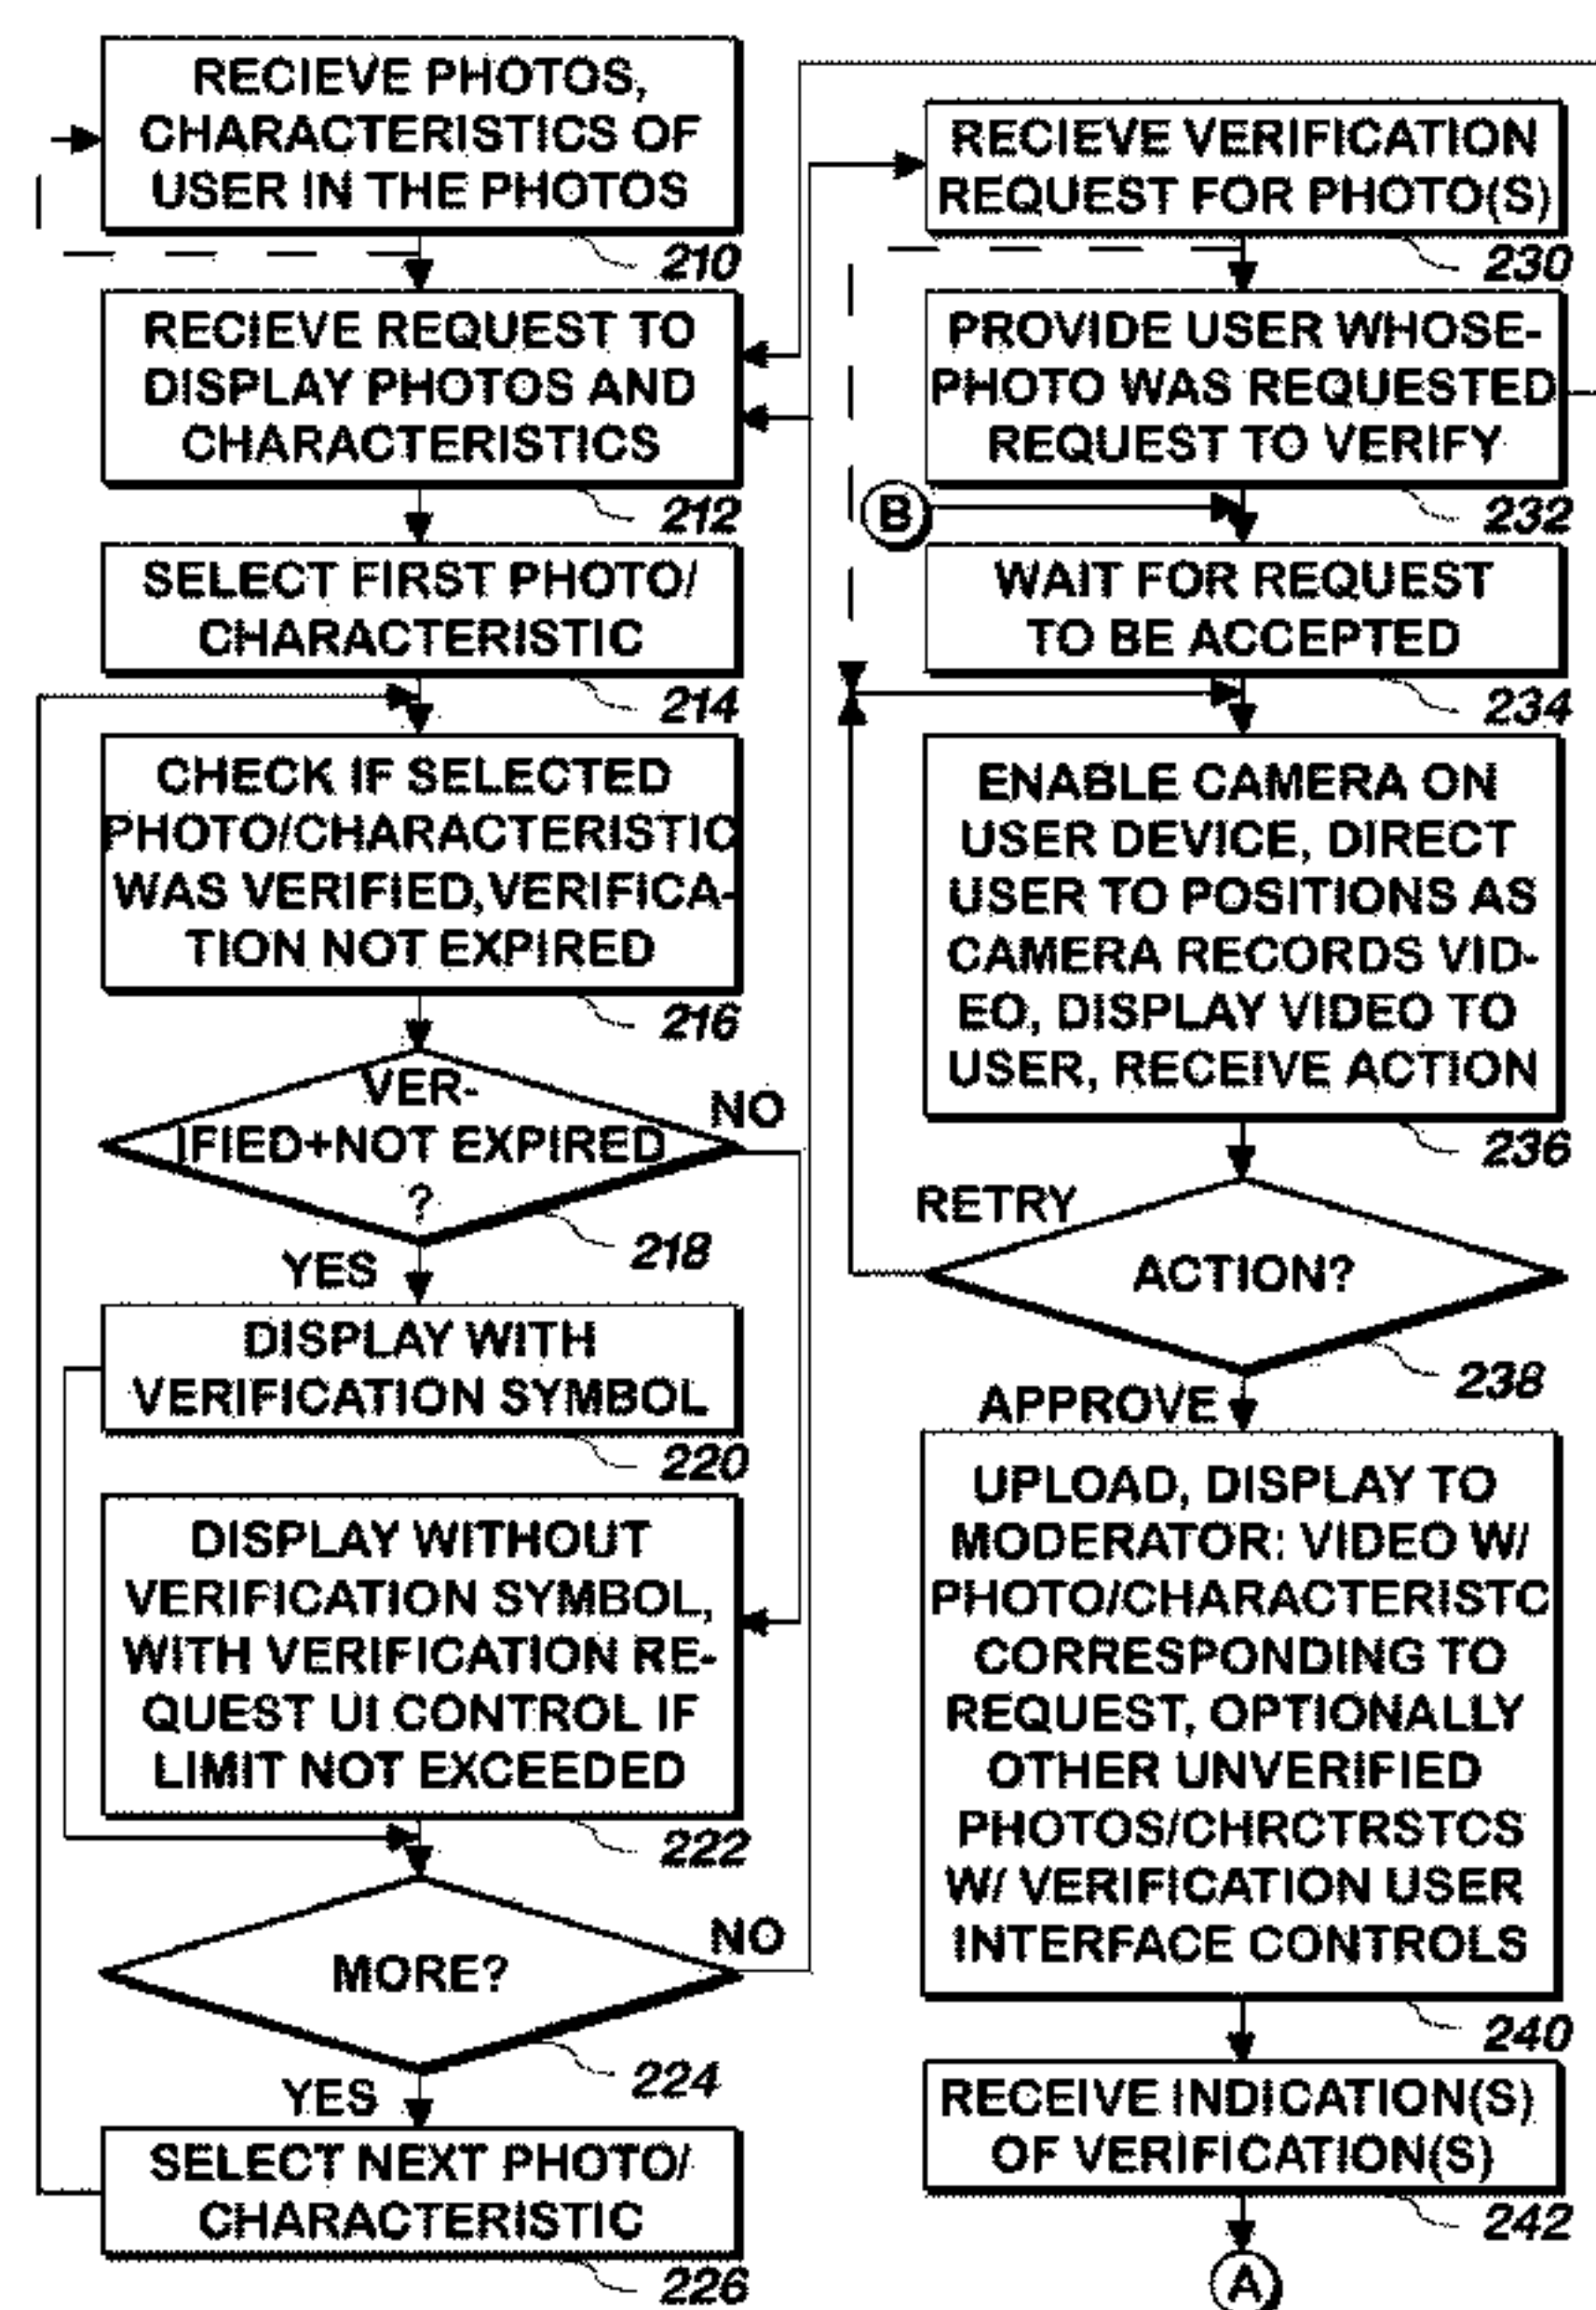 RECIEVE PHOTOS,
CHARACTERISTICS OF
USER IN THE PHOTOS
210
RECIEVE REQUEST TO
DISPLAY PHOTOS AND
CHARACTERISTICS
212
SELECT FIRST PHOTO/
CHARACTERISTIC
214
CHECK IF SELECTED
PHOTO/CHARACTERISTIC
WAS VERIFIED, VERIFICA-
TION NOT EXPIRED
216
VER-
IFIED+NOT EXPIRED
?
NO
218
YES
DISPLAY WITH
VERIFICATION SYMBOL
220
DISPLAY WITHOUT
VERIFICATION SYMBOL,
WITH VERIFICATION RE-
QUEST UI CONTROL IF
LIMIT NOT EXCEEDED
222
NO
MORE?
224
YES
SELECT NEXT PHOTO/
CHARACTERISTIC
226
RECIEVE VERIFICATION
REQUEST FOR PHOTO(S)
230
PROVIDE USER WHOSE-
PHOTO WAS REQUESTED
REQUEST TO VERIFY
232
B
WAIT FOR REQUEST
TO BE ACCEPTED
234
ENABLE CAMERA ON
USER DEVICE, DIRECT
USER TO POSITIONS AS
CAMERA RECORDS VID-
EO, DISPLAY VIDEO TO
USER, RECEIVE ACTION
236
RETRY
ACTION?
238
APPROVE
UPLOAD, DISPLAY TO
MODERATOR: VIDEO W/
PHOTO/CHARACTERISTC
CORRESPONDING TO
REQUEST, OPTIONALLY
OTHER UNVERIFIED
PHOTOS/CHRCTRSTCS
W/ VERIFICATION USER
INTERFACE CONTROLS
240
RECEIVE INDICATION(S)
OF VERIFICATION(S)
242
A